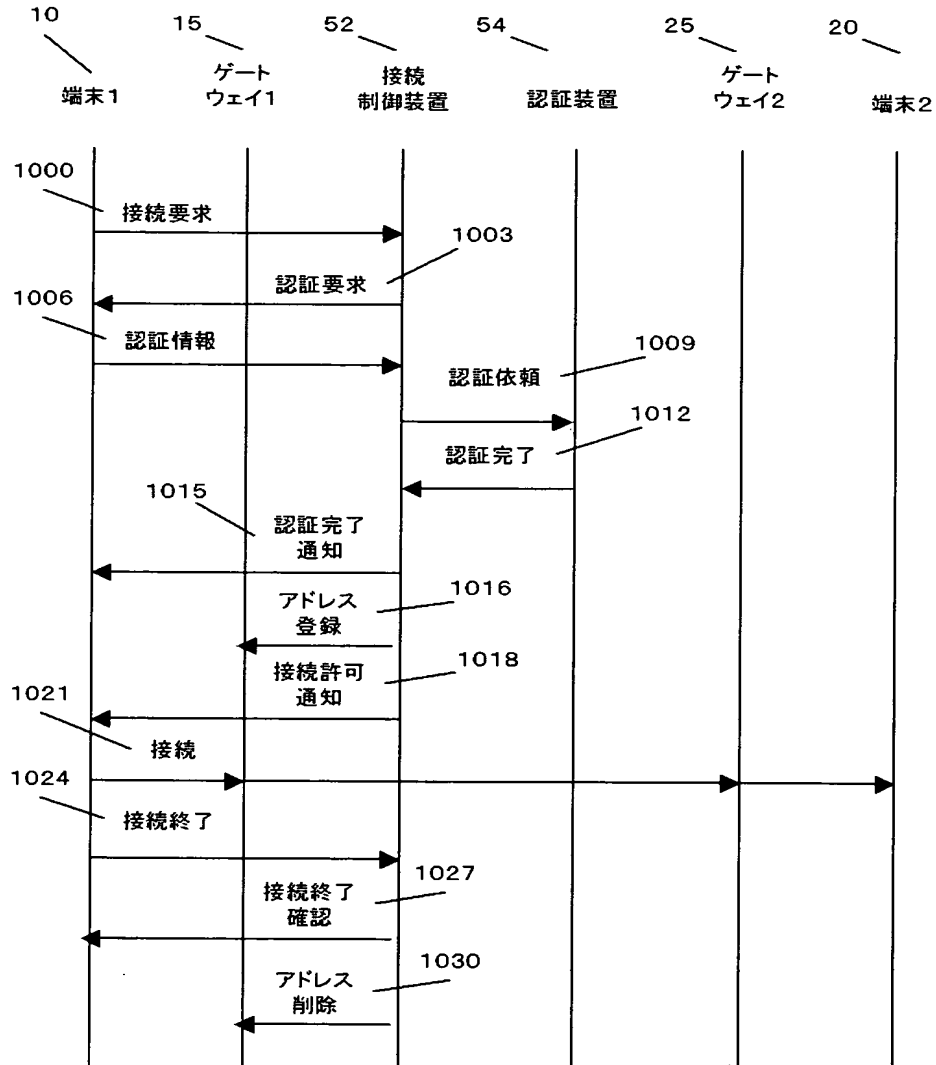 10
15
52
54
25
20
端末1
ゲート
ウェイ1
接続
制御装置
認証装置
ゲート
ウェイ2
端末2
1000
接続要求
1003
認証要求
1006
認証情報
1009
認証依頼
1012
認証完了
1015
認証完了
通知
1016
アドレス
登録
1018
接続許可
通知
1021
接続
1024
接続終了
1027
接続終了
確認
1030
アドレス
削除